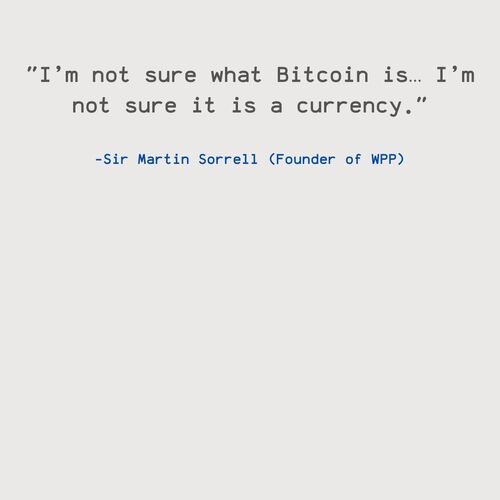 "I'm not sure what Bitcoin is… I'm
not sure it is a currency."
-Sir Martin Sorrell (Founder of WPP)